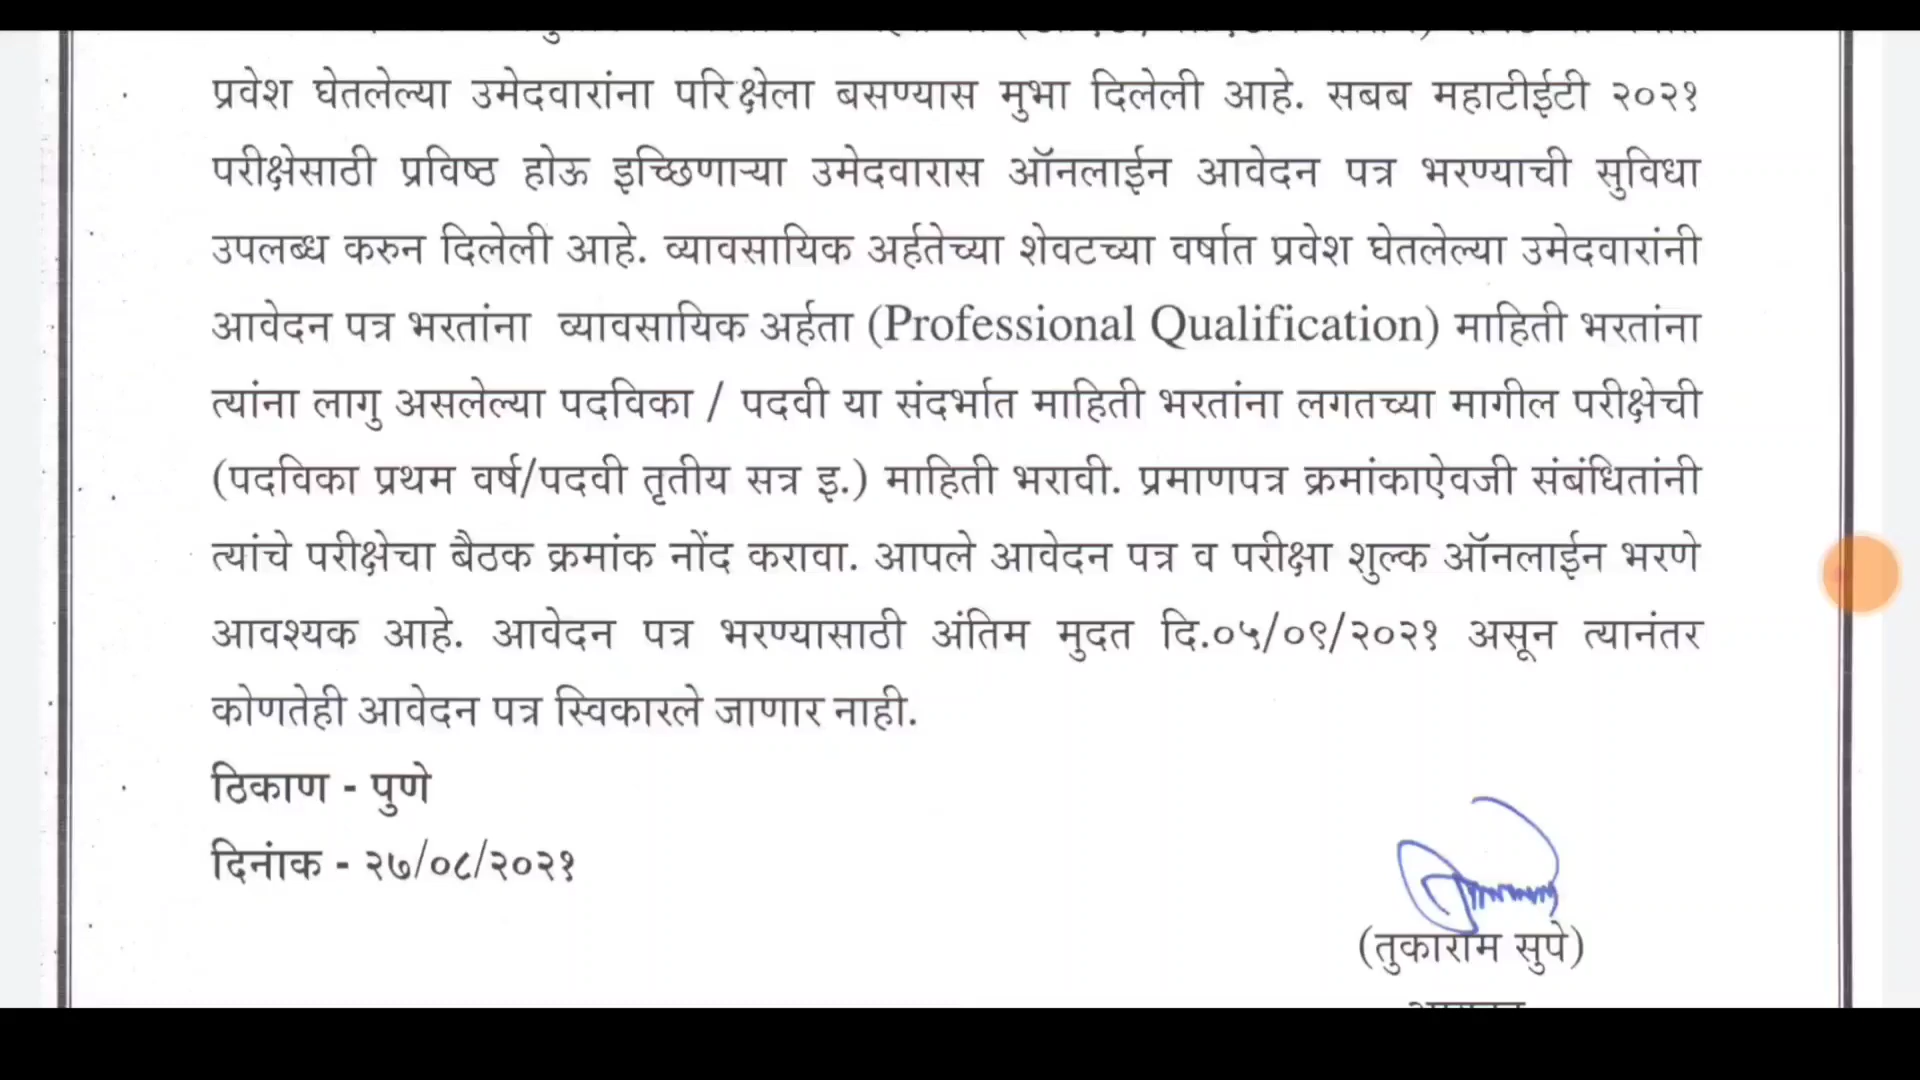 प्रवेश घेतलेल्या उमेदवारांना परिक्षेला बसण्यास मुभा दिलेली आहे. सबब महाटीईटी २०२१
परीक्षेसाठी प्रविष्ठ होऊ इच्छिणाऱ्या उमेदवारास ऑनलाईन आवेदन पत्र भरण्याची सुविधा
उपलब्ध करुन दिलेली आहे. व्यावसायिक अर्हतेच्या शेवटच्या वर्षात प्रवेश घेतलेल्या उमेदवारांनी
आवेदन पत्र भरतांना व्यावसायिक अर्हता (Professional Qualification) माहिती भरतांना
त्यांना लागु असलेल्या पदविका / पदवी या संदर्भात माहिती भरतांना लगतच्या मागील परीक्षेची
(पदविका प्रथम वर्ष/पदवी तृतीय सत्र इ.) माहिती भरावी. प्रमाणपत्र क्रमांकाऐवजी संबंधितांनी
त्यांचे परीक्षेचा बैठक क्रमांक नोंद करावा. आपले आवेदन पत्र व परीक्षा शुल्क ऑनलाईन भरणे
आवश्यक आहे. आवेदन पत्र भरण्यासाठी अंतिम मुदत दि.०५/०९/२०२१ असून त्यानंतर
कोणतेही आवेदन पत्र स्विकारले जाणार नाही.
ठिकाण - पुणे
दिनांक - २७/०८/२०२१
(तुकाराम सुपे)